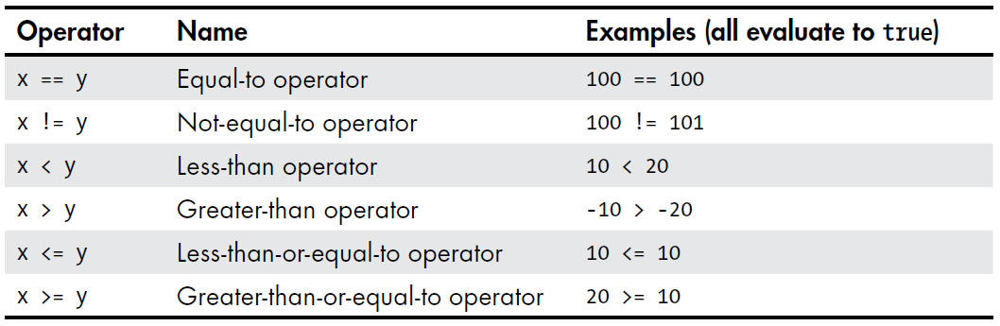 Operator Name Examples (all evaluate to true)
x == y Equal-to operator 100 == 100
x != y Not-equal-to operator 100 != 101
x < y Less-than operator 10 < 20
x > y Greater-than operator -10 > -20
x <= y Less-than-or-equal-to operator 10 <= 10
x >= y Greater-than-or-equal-to operator 20 >= 10